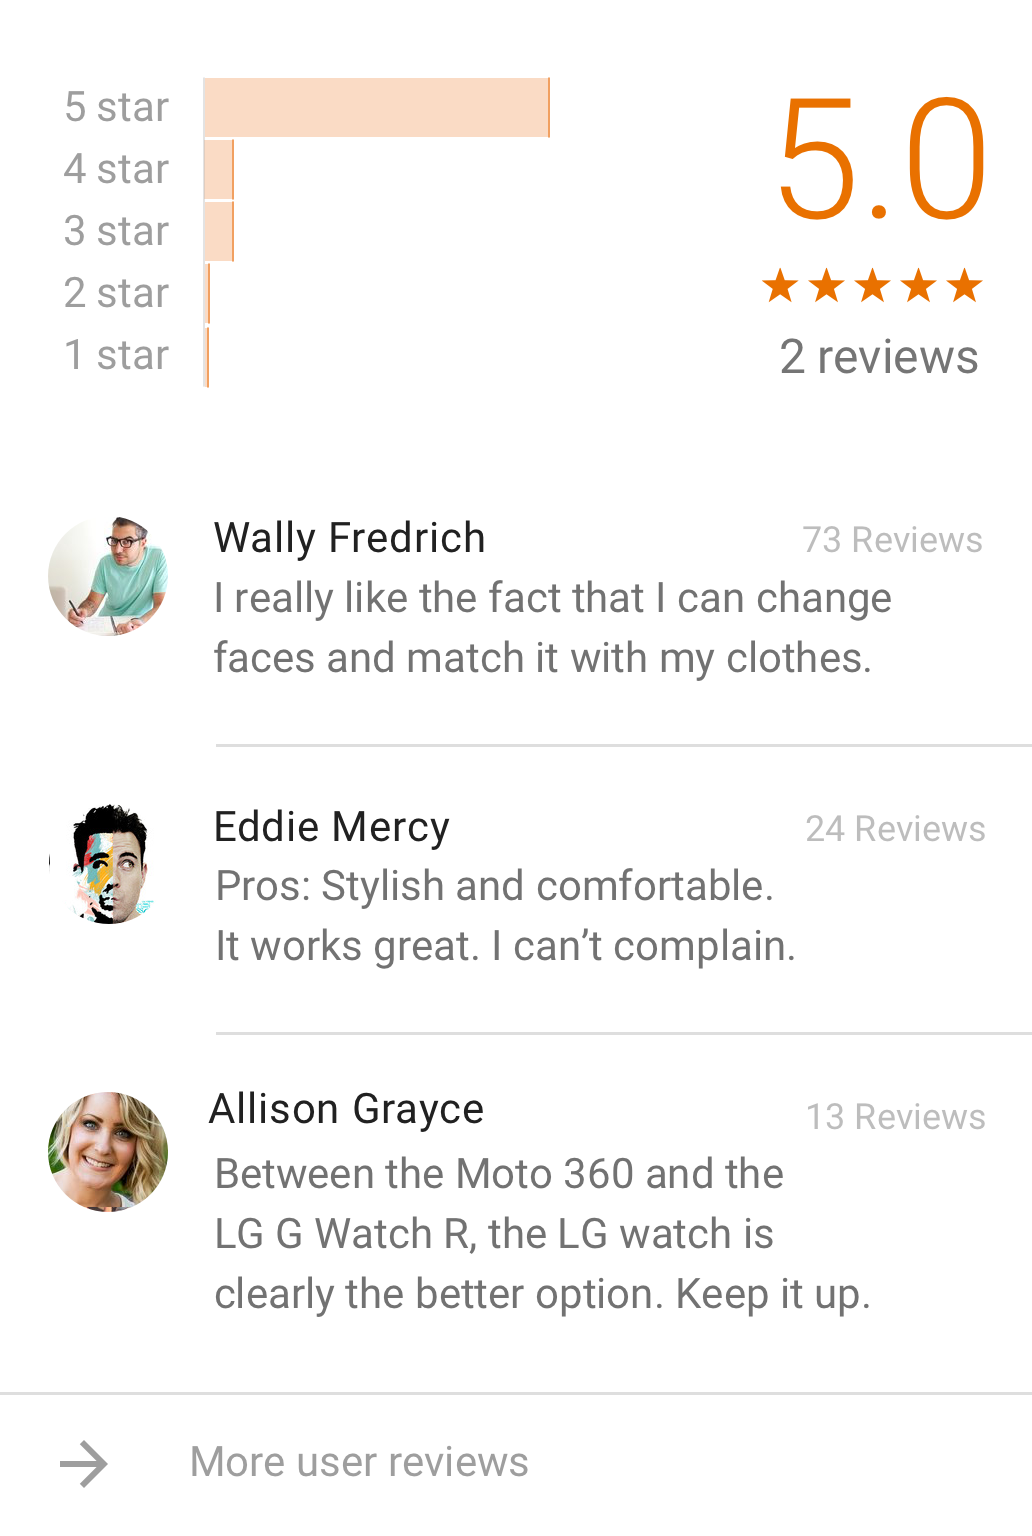 5 star
4 star
3 star
2 star
1 star
5.0
2 reviews
Wally Fredrich
73 Reviews
I really like the fact that I can change
faces and match it with my clothes.
Eddie Mercy
24 Reviews
Pros: Stylish and comfortable.
It works great. I can’t complain.
Allison Grayce
13 Reviews
Between the Moto 360 and the
LG G Watch R, the LG watch is
clearly the better option. Keep it up.
More user reviews